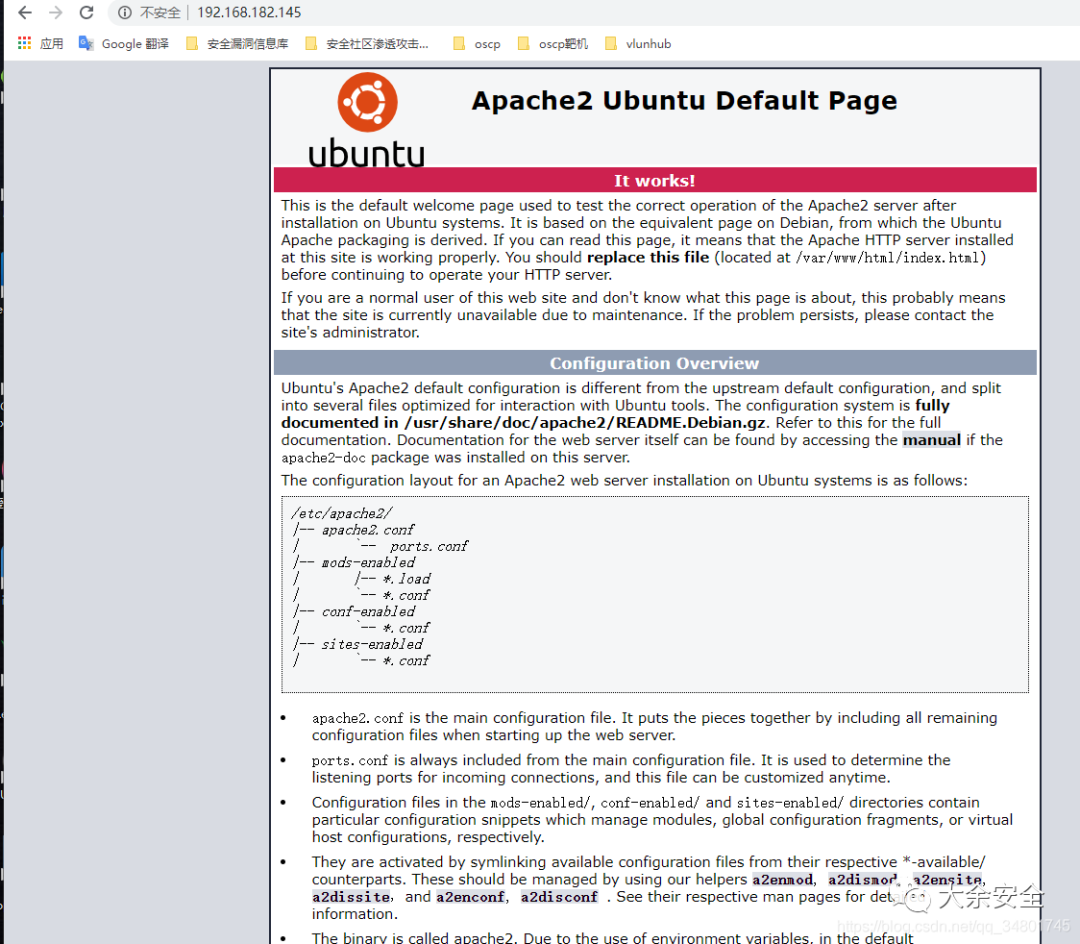 不安全 192.168.182.145
应用 Google 翻译 安全漏洞信息库 安全社区渗透攻击... oscp oscp靶机 vlunhub
Apache2 Ubuntu Default Page
ubuntu
It works!
This is the default welcome page used to test the correct operation of the Apache2 server after
installation on Ubuntu systems. It is based on the equivalent page on Debian, from which the Ubuntu
Apache packaging is derived. If you can read this page, it means that the Apache HTTP server installed
at this site is working properly. You should replace this file (located at /var/www/html/index.html)
before continuing to operate your HTTP server.
If you are a normal user of this web site and don't know what this page is about, this probably means
that the site is currently unavailable due to maintenance. If the problem persists, please contact the
site's administrator.
Configuration Overview
Ubuntu's Apache2 default configuration is different from the upstream default configuration, and split
into several files optimized for interaction with Ubuntu tools. The configuration system is fully
documented in /usr/share/doc/apache2/README.Debian.gz. Refer to this for the full
documentation. Documentation for the web server itself can be found by accessing the manual if the
apache2-doc package was installed on this server.
The configuration layout for an Apache2 web server installation on Ubuntu systems is as follows:
/etc/apache2/
|-- apache2.conf
|       `-- ports.conf
|-- mods-enabled
|       |-- *.load
|       `-- *.conf
|-- conf-enabled
|       `-- *.conf
|-- sites-enabled
|       `-- *.conf
• apache2.conf is the main configuration file. It puts the pieces together by including all remaining
configuration files when starting up the web server.
• ports.conf is always included from the main configuration file. It is used to determine the
listening ports for incoming connections, and this file can be customized anytime.
• Configuration files in the mods-enabled/, conf-enabled/ and sites-enabled/ directories contain
particular configuration snippets which manage modules, global configuration fragments, or virtual
host configurations, respectively.
• They are activated by symlinking available configuration files from their respective *-available/
counterparts. These should be managed by using our helpers a2enmod, a2dismod, a2ensite,
a2dissite, and a2enconf, a2disconf . See their respective man pages for detailed
information.
• The binary is called apache2. Due to the use of environment variables, in the default
大余安全
https://blog.csdn.net/qq_34801745